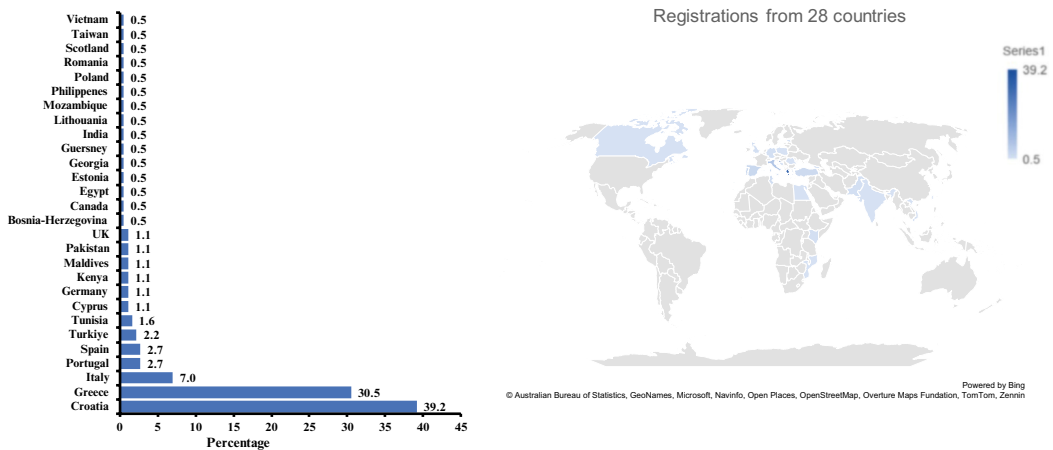 Vietnam 0.5
Taiwan 0.5
Scotland 0.5
Romania 0.5
Poland 0.5
Philippenes 0.5
Mozambique 0.5
Lithouania 0.5
India 0.5
Guersney 0.5
Georgia 0.5
Estonia 0.5
Egypt 0.5
Canada 0.5
Bosnia-Herzegovina 0.5
UK 1.1
Pakistan 1.1
Maldives 1.1
Kenya 1.1
Germany 1.1
Cyprus 1.1
Tunisia 1.6
Turkiye 2.2
Spain 2.7
Portugal 2.7
Italy 7.0
Greece 30.5
Croatia 39.2
0 5 10 15 20 25 30 35 40 45
Percentage
Registrations from 28 countries
Series1
39.2
0.5
Powered by Bing
© Australian Bureau of Statistics, GeoNames, Microsoft, Navinfo, Open Places, OpenStreetMap, Overture Maps Fundation, TomTom, Zennin